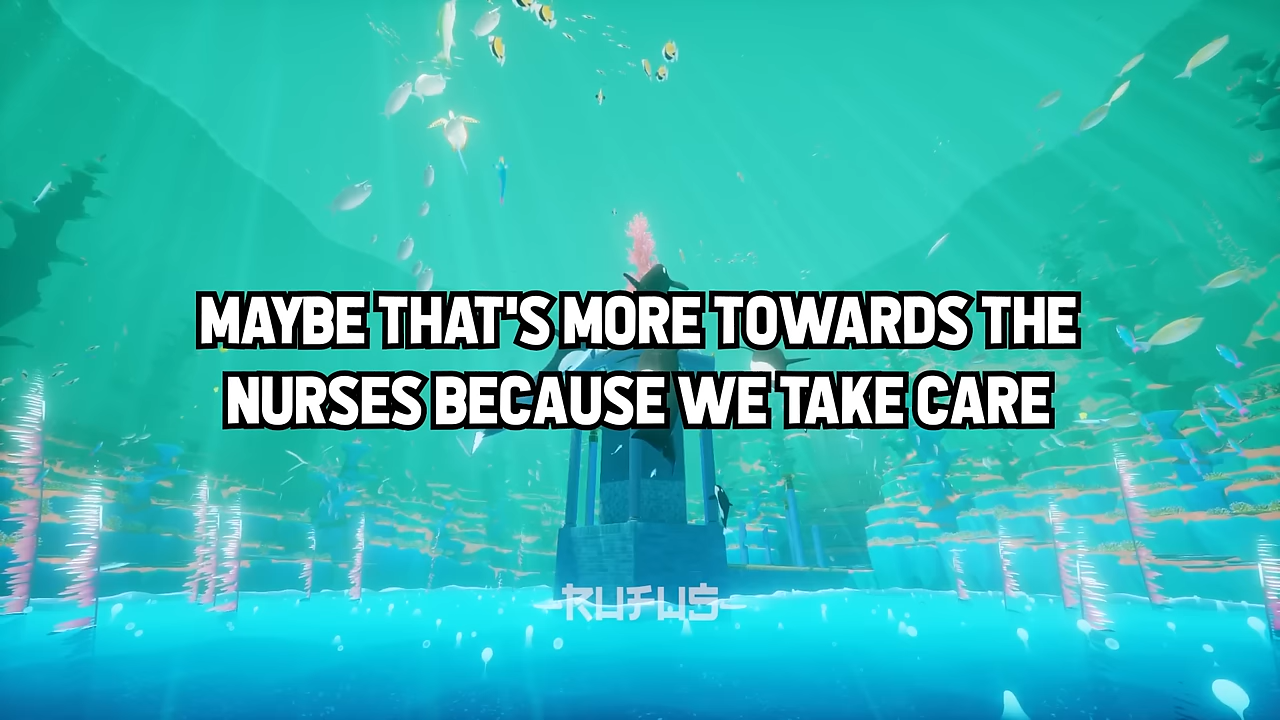 MAYBE THAT'S MORE TOWARDS THE
NURSES BECAUSE WE TAKE CARE
RUFUS